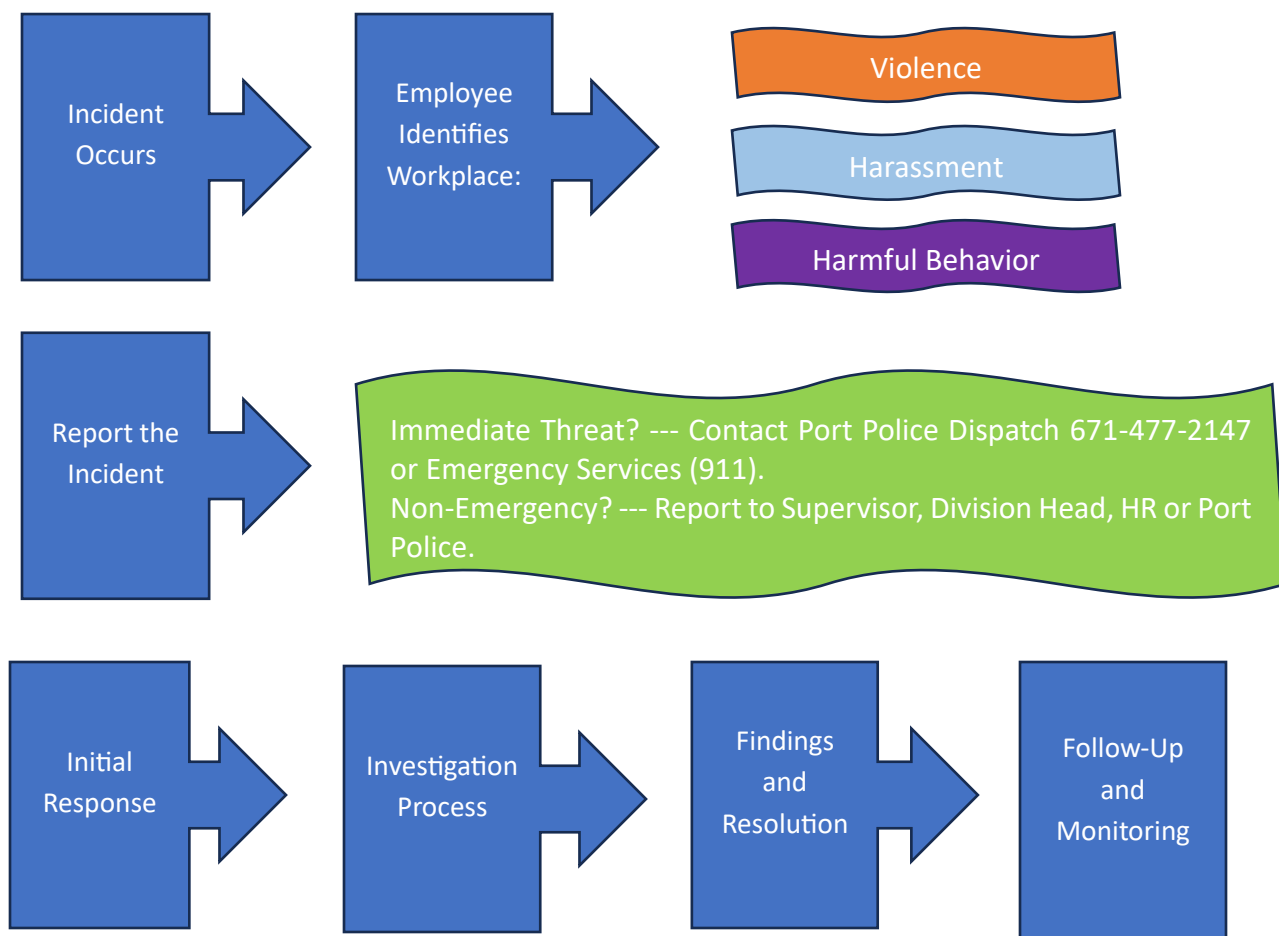 Incident
Occurs
Employee
Identifies
Workplace:
Violence
Harassment
Harmful Behavior
Report the
Incident
Immediate Threat? --- Contact Port Police Dispatch 671-477-2147
or Emergency Services (911).
Non-Emergency? --- Report to Supervisor, Division Head, HR or Port
Police.
Initial
Response
Investigation
Process
Findings
and
Resolution
Follow-Up
and
Monitoring